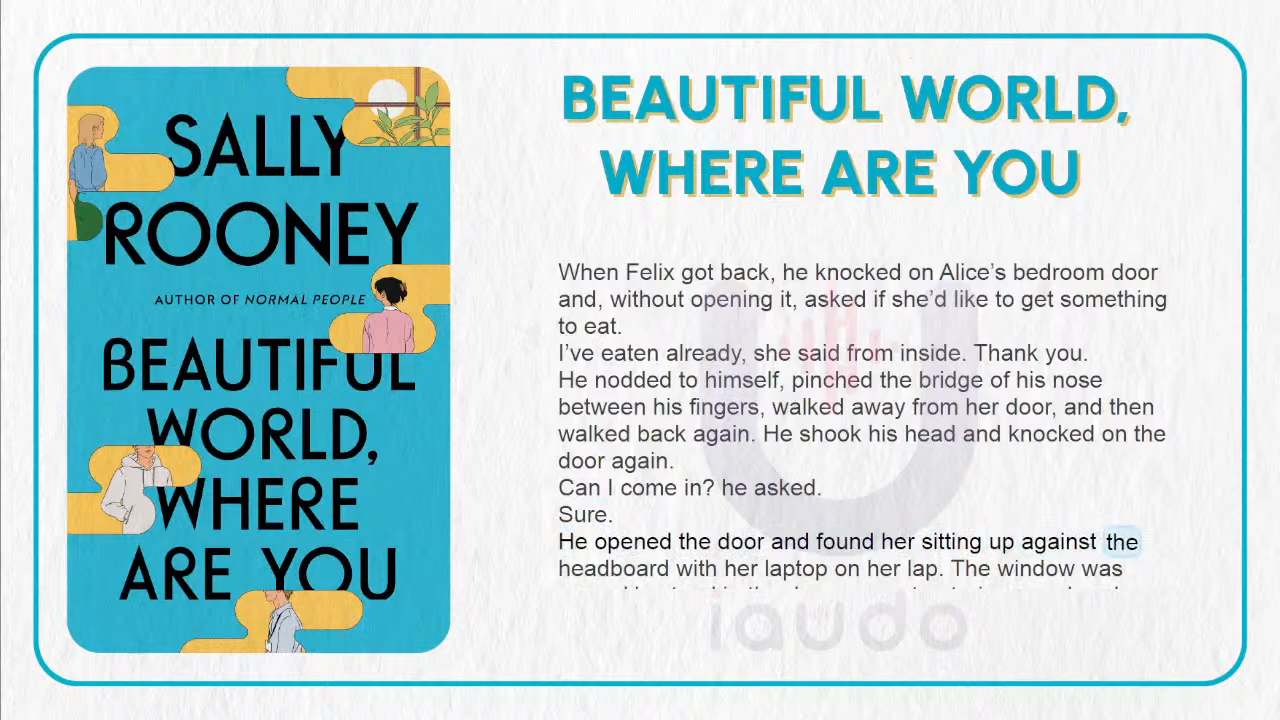 SALLY
ROONEY
AUTHOR OF NORMAL PEOPLE
BEAUTIFUL
WORLD,
WHERE
ARE YOU
BEAUTIFUL WORLD,
WHERE ARE YOU
When Felix got back, he knocked on Alice’s bedroom door
and, without opening it, asked if she’d like to get something
to eat.
I’ve eaten already, she said from inside. Thank you.
He nodded to himself, pinched the bridge of his nose
between his fingers, walked away from her door, and then
walked back again. He shook his head and knocked on the
door again.
Can I come in? he asked.
Sure.
He opened the door and found her sitting up against the
headboard with her laptop on her lap. The window was
iaudo